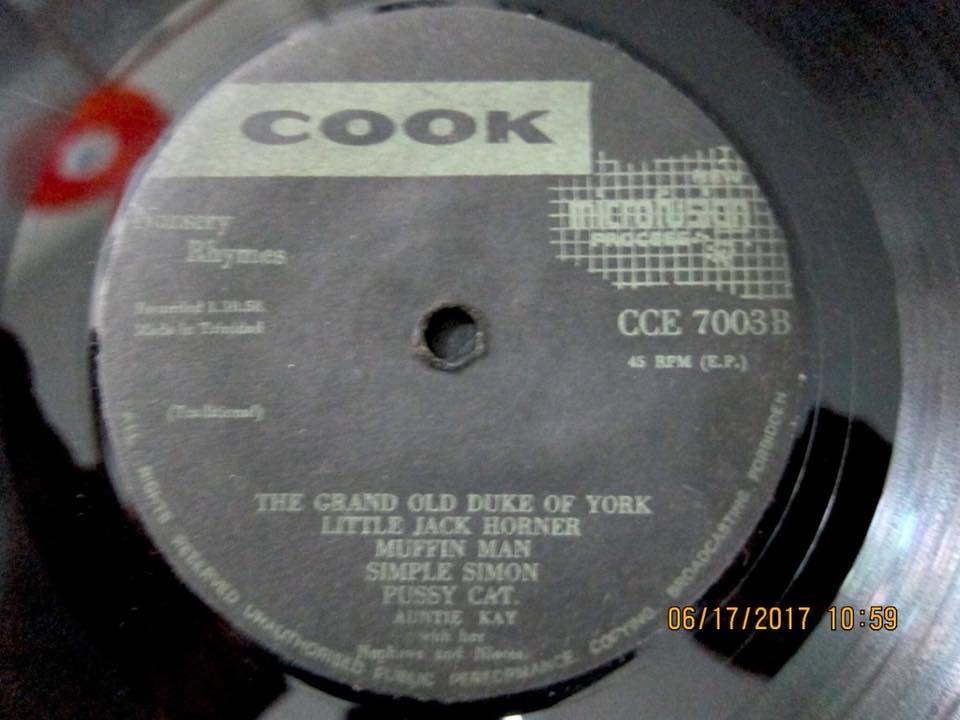 COOK
Nursery
Rhymes
microfusion
PROCESS
Recorded
Made in Trinidad
CCE 7003B
45 RPM (E.P.)
(Traditional)
THE GRAND OLD DUKE OF YORK
LITTLE JACK HORNER
MUFFIN MAN
SIMPLE SIMON
PUSSY CAT.
AUNTIE KAY
with her
Nephews and Nieces.
ALL RIGHTS RESERVED UNAUTHORISED PUBLIC PERFORMANCE. COPYING. BROADCASTING FORBIDDEN
06/17/2017 10:59